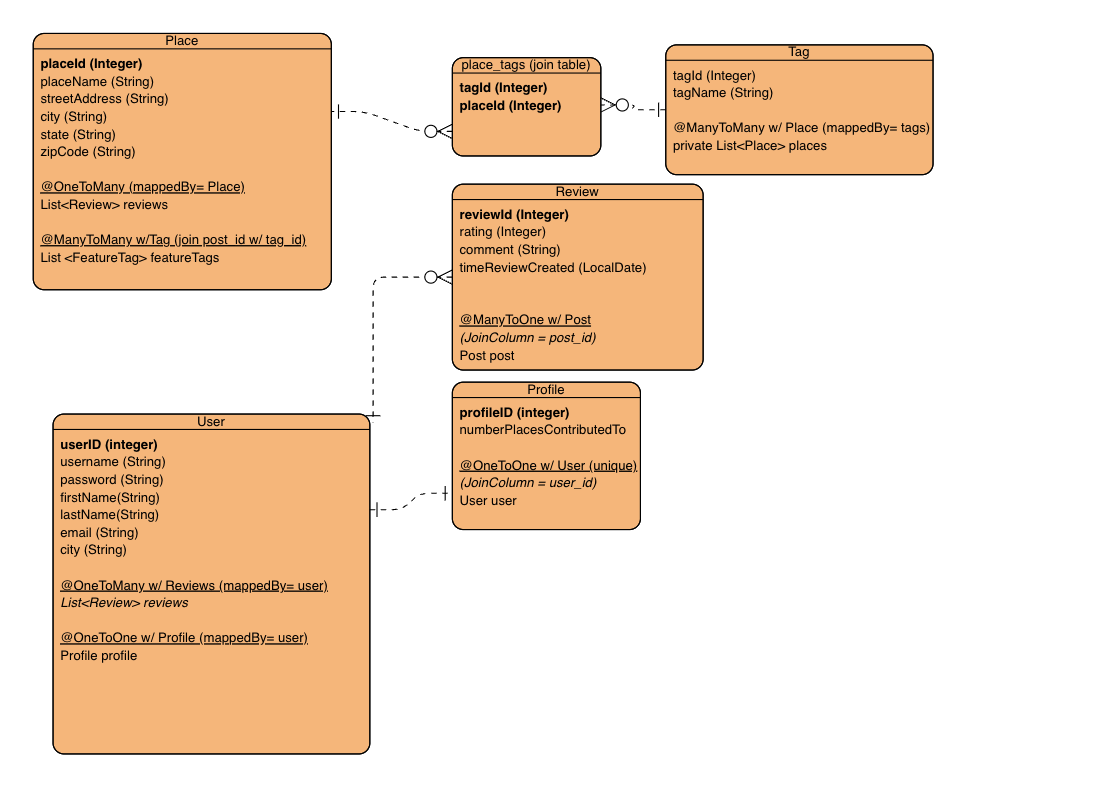 Place
placeId (Integer)
placeName (String)
streetAddress (String)
city (String)
state (String)
zipCode (String)
@OneToMany (mappedBy= Place)
List<Review> reviews
@ManyToMany w/Tag (join post_id w/ tag_id)
List <FeatureTag> featureTags
place_tags (join table)
tagId (Integer)
placeId (Integer)
Tag
tagId (Integer)
tagName (String)
@ManyToMany w/ Place (mappedBy= tags)
private List<Place> places
Review
reviewId (Integer)
rating (Integer)
comment (String)
timeReviewCreated (LocalDate)
@ManyToOne w/ Post
(JoinColumn = post_id)
Post post
Profile
profileID (integer)
numberPlacesContributedTo
@OneToOne w/ User (unique)
(JoinColumn = user_id)
User user
User
userID (integer)
username (String)
password (String)
firstName(String)
lastName(String)
email (String)
city (String)
@OneToMany w/ Reviews (mappedBy= user)
List<Review> reviews
@OneToOne w/ Profile (mappedBy= user)
Profile profile